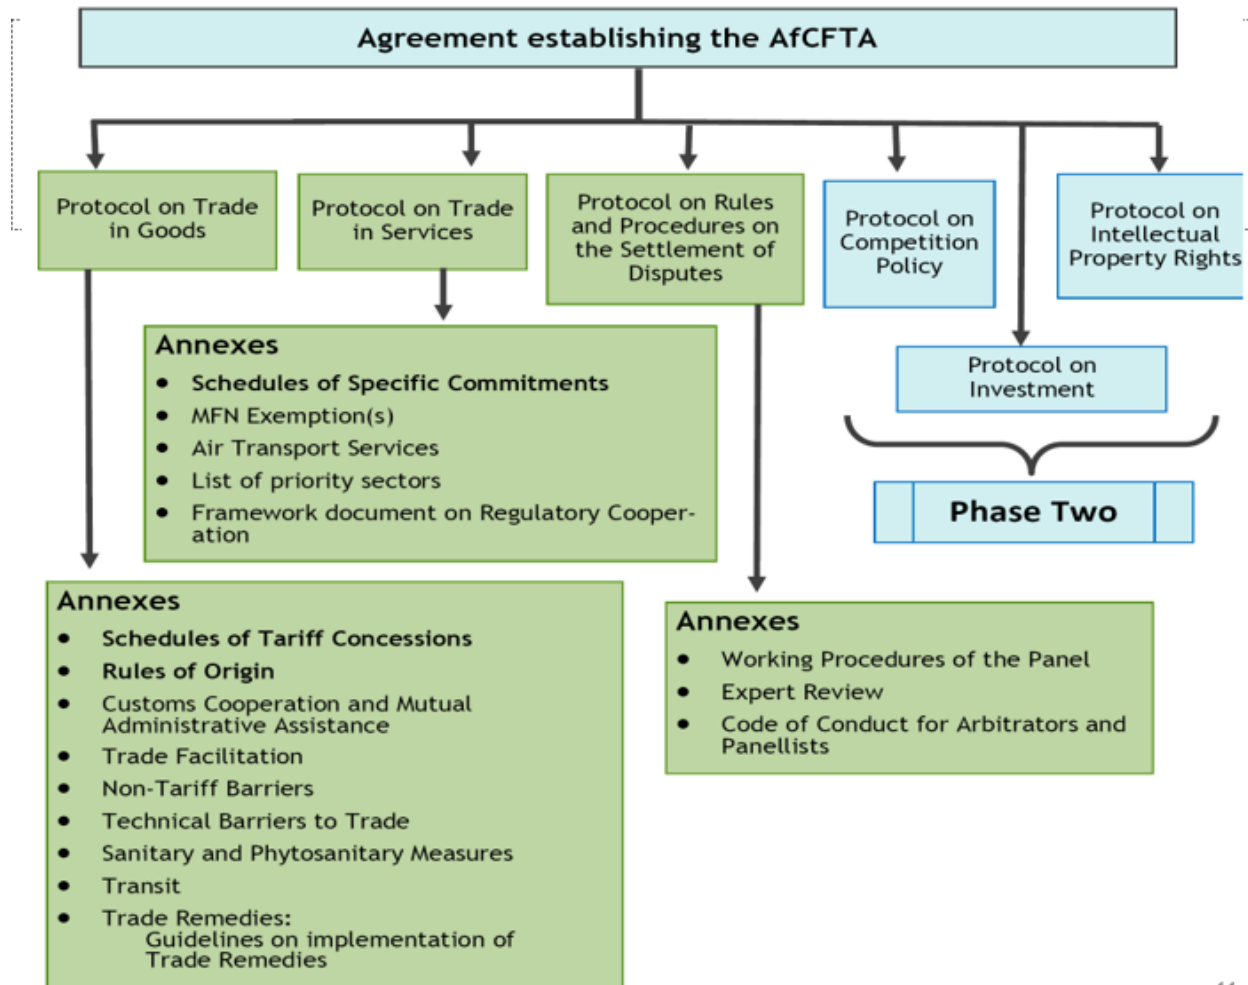 Agreement establishing the AfCFTA
Protocol on Trade
in Goods
Protocol on Trade
in Services
Protocol on Rules
and Procedures on
the Settlement of
Disputes
Protocol on
Competition
Policy
Protocol on
Intellectual
Property Rights
Protocol on
Investment
Phase Two
Annexes
● Schedules of Specific Commitments
● MFN Exemption(s)
● Air Transport Services
● List of priority sectors
● Framework document on Regulatory Cooper-
ation
Annexes
● Schedules of Tariff Concessions
● Rules of Origin
● Customs Cooperation and Mutual
Administrative Assistance
● Trade Facilitation
● Non-Tariff Barriers
● Technical Barriers to Trade
● Sanitary and Phytosanitary Measures
● Transit
● Trade Remedies:
Guidelines on implementation of
Trade Remedies
Annexes
● Working Procedures of the Panel
● Expert Review
● Code of Conduct for Arbitrators and
Panellists